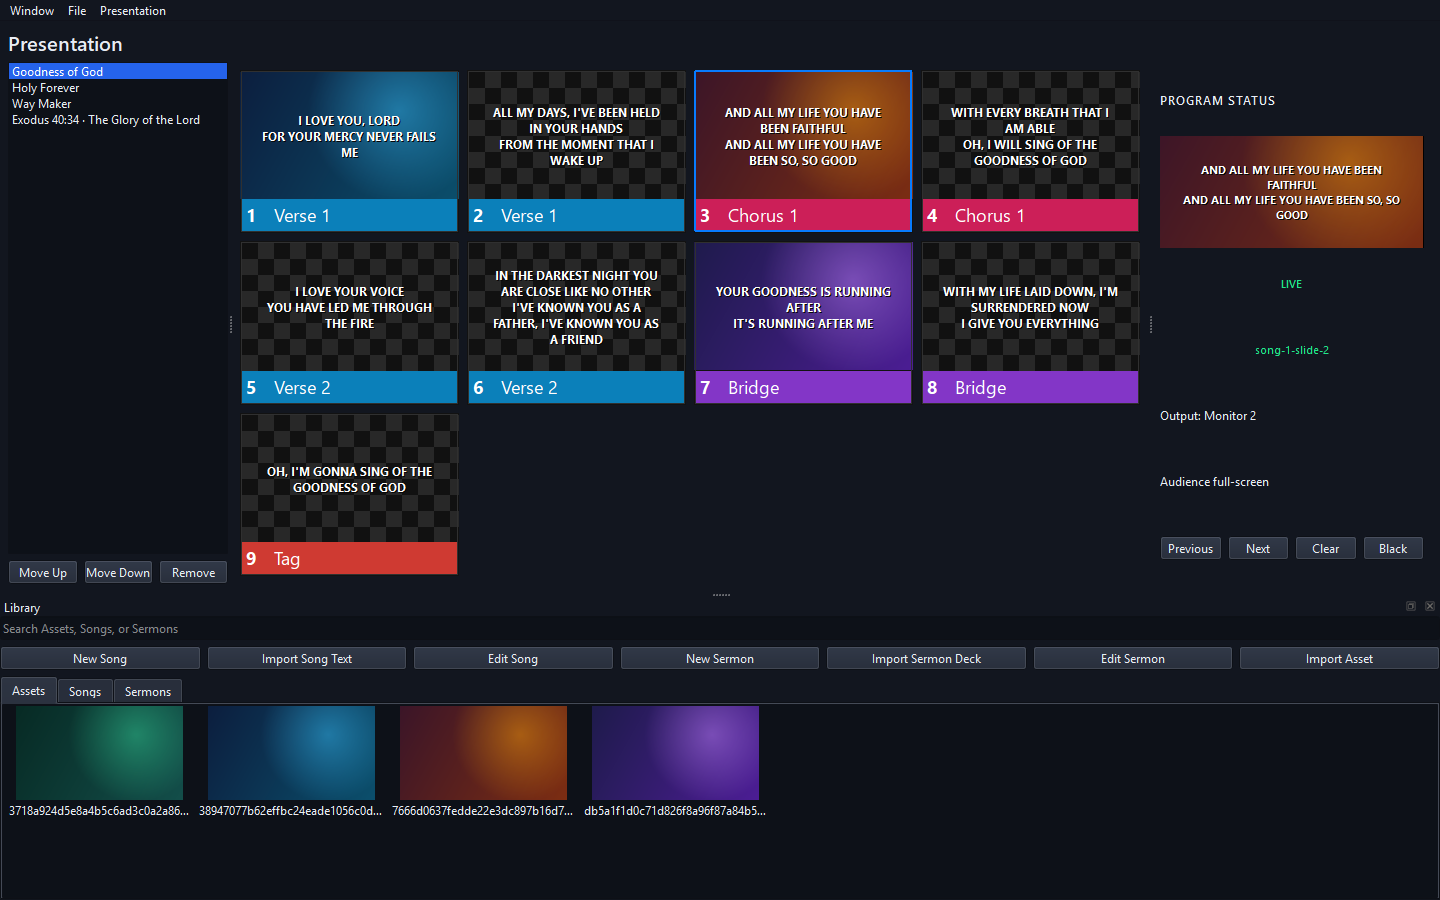 Window File Presentation
Presentation
Goodness of God
Holy Forever
Way Maker
Exodus 40:34 · The Glory of the Lord
Move Up Move Down Remove
I LOVE YOU, LORD
FOR YOUR MERCY NEVER FAILS
ME
1 Verse 1
ALL MY DAYS, I'VE BEEN HELD
IN YOUR HANDS
FROM THE MOMENT THAT I
WAKE UP
2 Verse 1
AND ALL MY LIFE YOU HAVE
BEEN FAITHFUL
AND ALL MY LIFE YOU HAVE
BEEN SO, SO GOOD
3 Chorus 1
WITH EVERY BREATH THAT I
AM ABLE
OH, I WILL SING OF THE
GOODNESS OF GOD
4 Chorus 1
I LOVE YOUR VOICE
YOU HAVE LED ME THROUGH
THE FIRE
5 Verse 2
IN THE DARKEST NIGHT YOU
ARE CLOSE LIKE NO OTHER
I'VE KNOWN YOU AS A
FATHER, I'VE KNOWN YOU AS
A FRIEND
6 Verse 2
YOUR GOODNESS IS RUNNING
AFTER
IT'S RUNNING AFTER ME
7 Bridge
WITH MY LIFE LAID DOWN, I'M
SURRENDERED NOW
I GIVE YOU EVERYTHING
8 Bridge
OH, I'M GONNA SING OF THE
GOODNESS OF GOD
9 Tag
PROGRAM STATUS
AND ALL MY LIFE YOU HAVE BEEN
FAITHFUL
AND ALL MY LIFE YOU HAVE BEEN SO, SO
GOOD
LIVE
song-1-slide-2
Output: Monitor 2
Audience full-screen
Previous Next Clear Black
Library
Search Assets, Songs, or Sermons
New Song Import Song Text Edit Song New Sermon Import Sermon Deck Edit Sermon Import Asset
Assets Songs Sermons
3718a924d5e8a4b5c6ad3c0a2a86... 38947077b62effbc24eade1056c0d... 7666d0637fedde22e3dc897b16d7... db5a1f1d0c71d826f8a96f87a84b5...